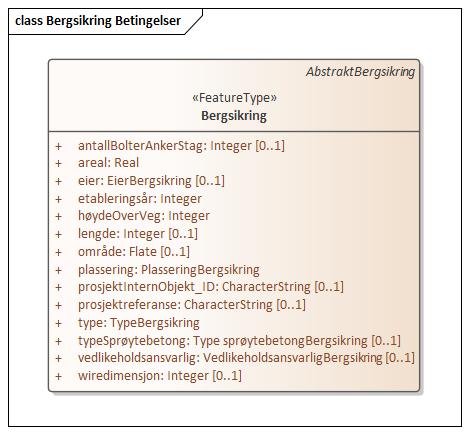 class Bergsikring Betingelser
AbstraktBergsikring
«FeatureType»
Bergsikring
+ antallBolterAnkerStag: Integer [0..1]
+ areal: Real
+ eier: EierBergsikring [0..1]
+ etableringsår: Integer
+ høydeOverVeg: Integer
+ lengde: Integer [0..1]
+ område: Flate [0..1]
+ plassering: PlasseringBergsikring
+ prosjektInternObjekt_ID: CharacterString [0..1]
+ prosjektreferanse: CharacterString [0..1]
+ type: TypeBergsikring
+ typeSprøytebetong: Type sprøytebetongBergsikring [0..1]
+ vedlikeholdsansvarlig: VedlikeholdsansvarligBergsikring [0..1]
+ wiredimensjon: Integer [0..1]